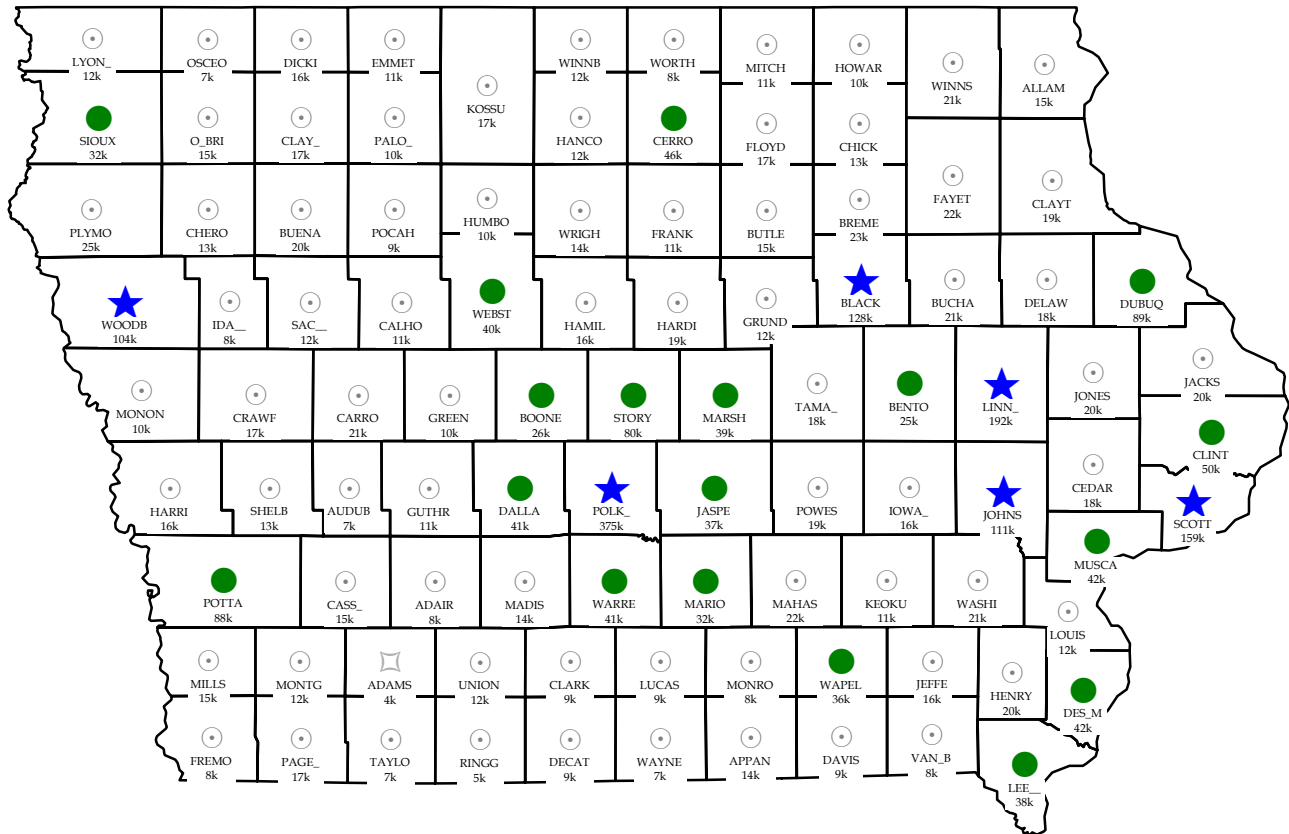 LYON_
12k
OSCEO
7k
DICKI
16k
EMMET
11k
KOSSU
17k
WINNB
12k
WORTH
8k
MITCH
11k
HOWAR
10k
WINNS
21k
ALLAM
15k
SIOUX
32k
O_BRI
15k
CLAY_
17k
PALO_
10k
HANCO
12k
CERRO
46k
FLOYD
17k
CHICK
13k
FAYET
22k
CLAYT
19k
PLYMO
25k
CHERO
13k
BUENA
20k
POCAH
9k
HUMBO
10k
WRIGH
14k
FRANK
11k
BUTLE
15k
BREME
23k
WOODB
104k
IDA__
8k
SAC__
12k
CALHO
11k
WEBST
40k
HAMIL
16k
HARDI
19k
GRUND
12k
BLACK
128k
BUCHA
21k
DELAW
18k
DUBUQ
89k
MONON
10k
CRAWF
17k
CARRO
21k
GREEN
10k
BOONE
26k
STORY
80k
MARSH
39k
TAMA_
18k
BENTO
25k
LINN_
192k
JONES
20k
JACKS
20k
CLINT
50k
HARRI
16k
SHELB
13k
AUDUB
7k
GUTHR
11k
DALLA
41k
POLK_
375k
JASPE
37k
POWES
19k
IOWA_
16k
JOHNS
111k
CEDAR
18k
SCOTT
159k
MUSCA
42k
POTTA
88k
CASS_
15k
ADAIR
8k
MADIS
14k
WARRE
41k
MARIO
32k
MAHAS
22k
KEOKU
11k
WASHI
21k
LOUIS
12k
MILLS
15k
MONTG
12k
ADAMS
4k
UNION
12k
CLARK
9k
LUCAS
9k
MONRO
8k
WAPEL
36k
JEFFE
16k
HENRY
20k
DES_M
42k
FREMO
8k
PAGE_
17k
TAYLO
7k
RINGG
5k
DECAT
9k
WAYNE
7k
APPAN
14k
DAVIS
9k
VAN_B
8k
LEE__
38k